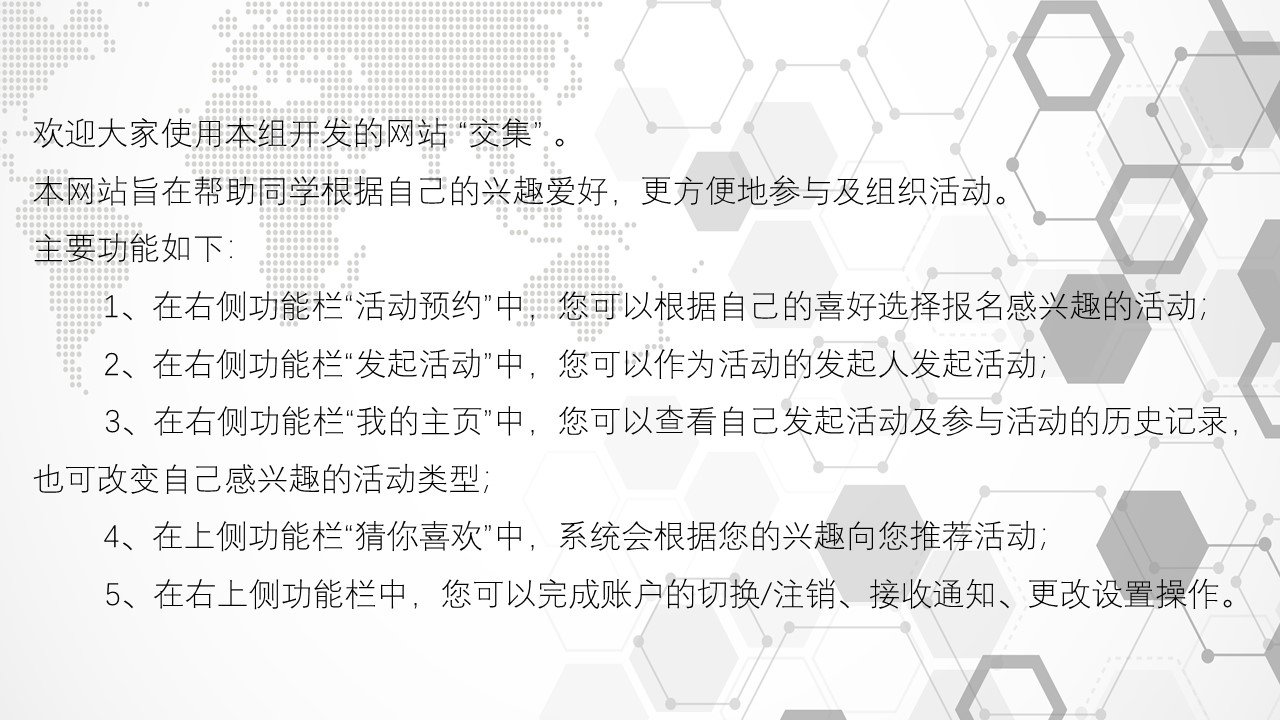 欢迎大家使用本组开发的网站 “交集” 。
本网站旨在帮助同学根据自己的兴趣爱好，更方便地参与及组织活动。
主要功能如下：
1、在右侧功能栏“活动预约”中，您可以根据自己的喜好选择报名感兴趣的活动；
2、在右侧功能栏“发起活动”中，您可以作为活动的发起人发起活动；
3、在右侧功能栏“我的主页”中，您可以查看自己发起活动及参与活动的历史记录，
也可改变自己感兴趣的活动类型；
4、在上侧功能栏“猜你喜欢”中，系统会根据您的兴趣向您推荐活动；
5、在右上侧功能栏中，您可以完成账户的切换/注销、接收通知、更改设置操作。